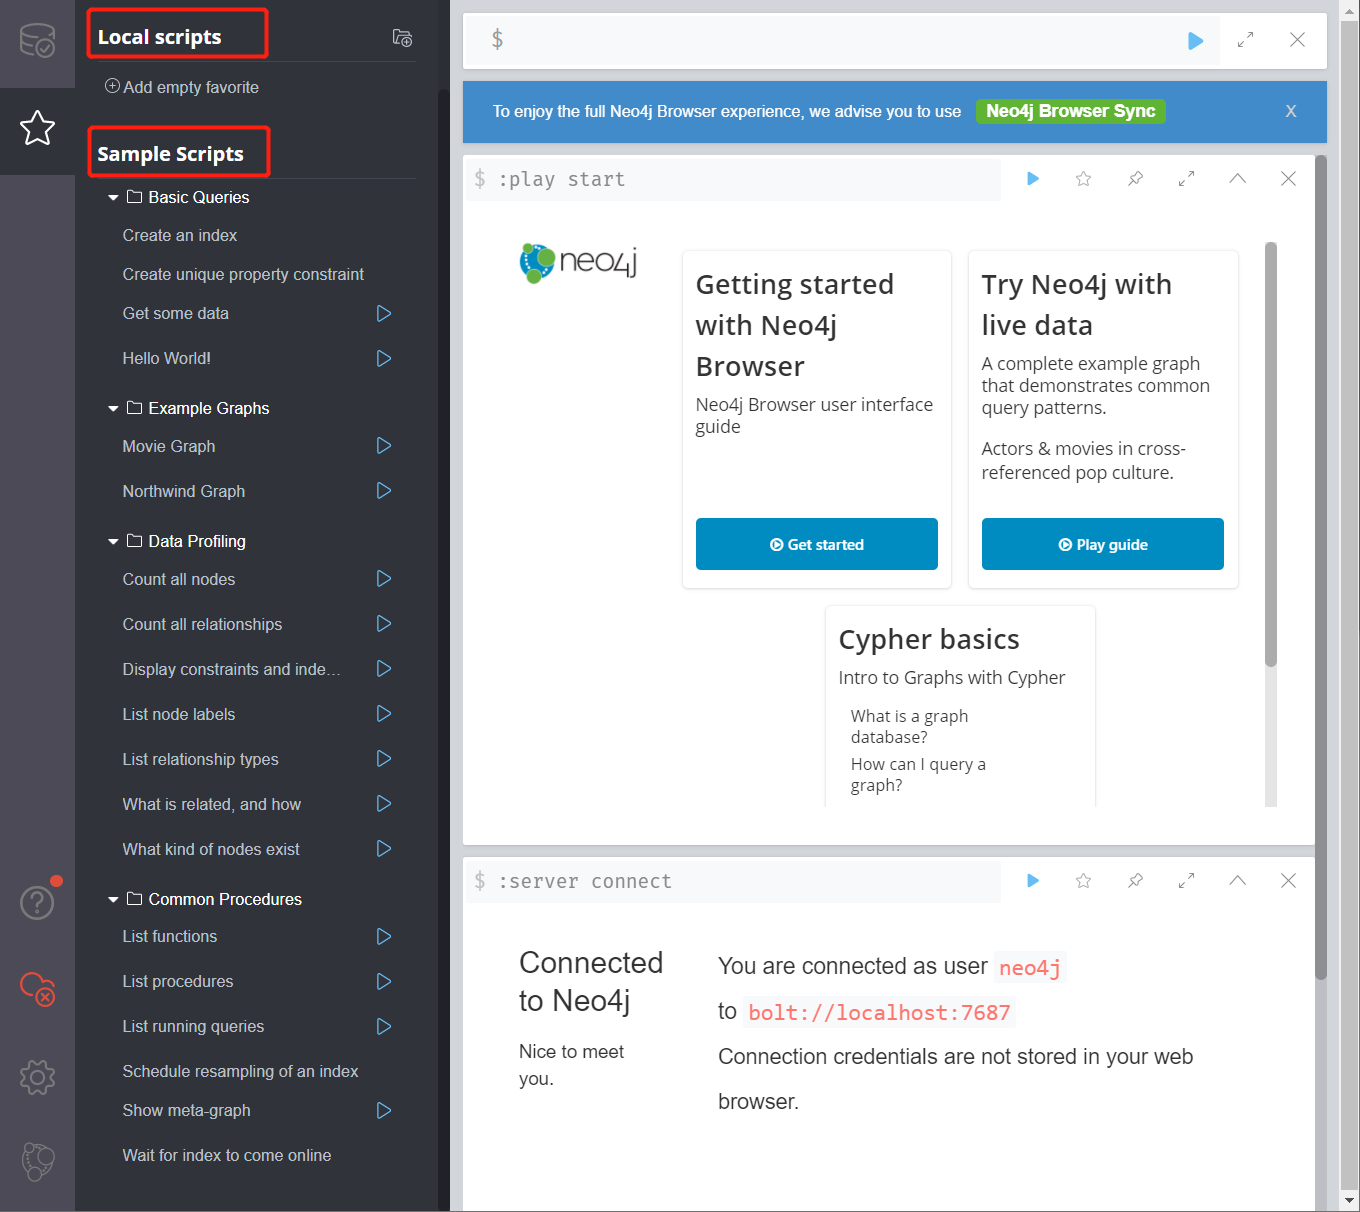 Local scripts
Add empty favorite
Sample Scripts
Basic Queries
Create an index
Create unique property constraint
Get some data
Hello World!
Example Graphs
Movie Graph
Northwind Graph
Data Profiling
Count all nodes
Count all relationships
Display constraints and inde...
List node labels
List relationship types
What is related, and how
What kind of nodes exist
Common Procedures
List functions
List procedures
List running queries
Schedule resampling of an index
Show meta-graph
Wait for index to come online
$
To enjoy the full Neo4j Browser experience, we advise you to use Neo4j Browser Sync X
$ :play start
neo4j
Getting started
with Neo4j
Browser
Neo4j Browser user interface
guide
Get started
Try Neo4j with
live data
A complete example graph
that demonstrates common
query patterns.
Actors & movies in cross-
referenced pop culture.
Play guide
Cypher basics
Intro to Graphs with Cypher
What is a graph
database?
How can I query a
graph?
$ :server connect
Connected
to Neo4j
Nice to meet
you.
You are connected as user neo4j
to bolt://localhost:7687
Connection credentials are not stored in your web
browser.